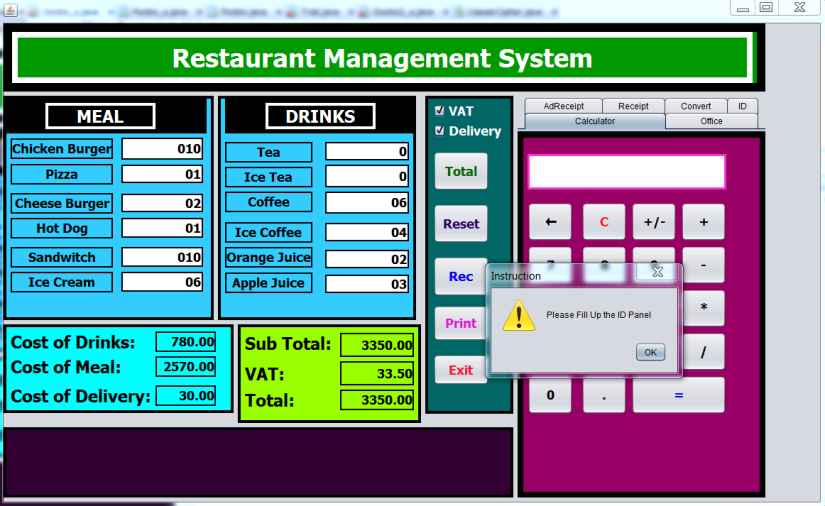 Restaurant Management System
MEAL
Chicken Burger 010
Pizza 01
Cheese Burger 02
Hot Dog 01
Sandwitch 010
Ice Cream 06
DRINKS
Tea 0
Ice Tea 0
Coffee 06
Ice Coffee 04
Orange Juice 02
Apple Juice 03
VAT
Delivery
Total
Reset
Rec
Print
Exit
AdReceipt Receipt Convert ID
Calculator Office
← C +/- +
-
*
/
0 . =
Instruction
Please Fill Up the ID Panel
OK
Cost of Drinks: 780.00
Cost of Meal: 2570.00
Cost of Delivery: 30.00
Sub Total: 3350.00
VAT: 33.50
Total: 3350.00